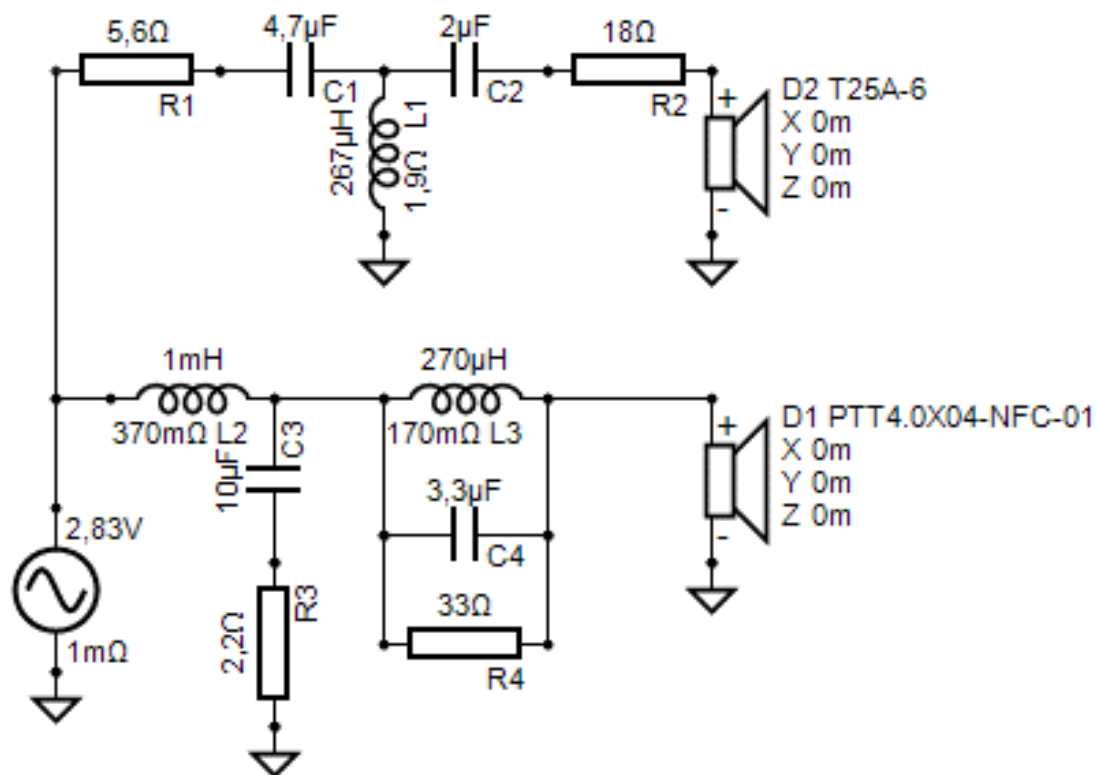 5,6Ω
R1
4,7µF
C1
2µF
C2
18Ω
R2
267µH
1,9Ω L1
+
D2 T25A-6
X 0m
Y 0m
Z 0m
-
1mH
370mΩ L2
270µH
170mΩ L3
C3
10µF
3,3µF
C4
+
D1 PTT4.0X04-NFC-01
X 0m
Y 0m
Z 0m
-
2,83V
1mΩ
R3
2,2Ω
33Ω
R4